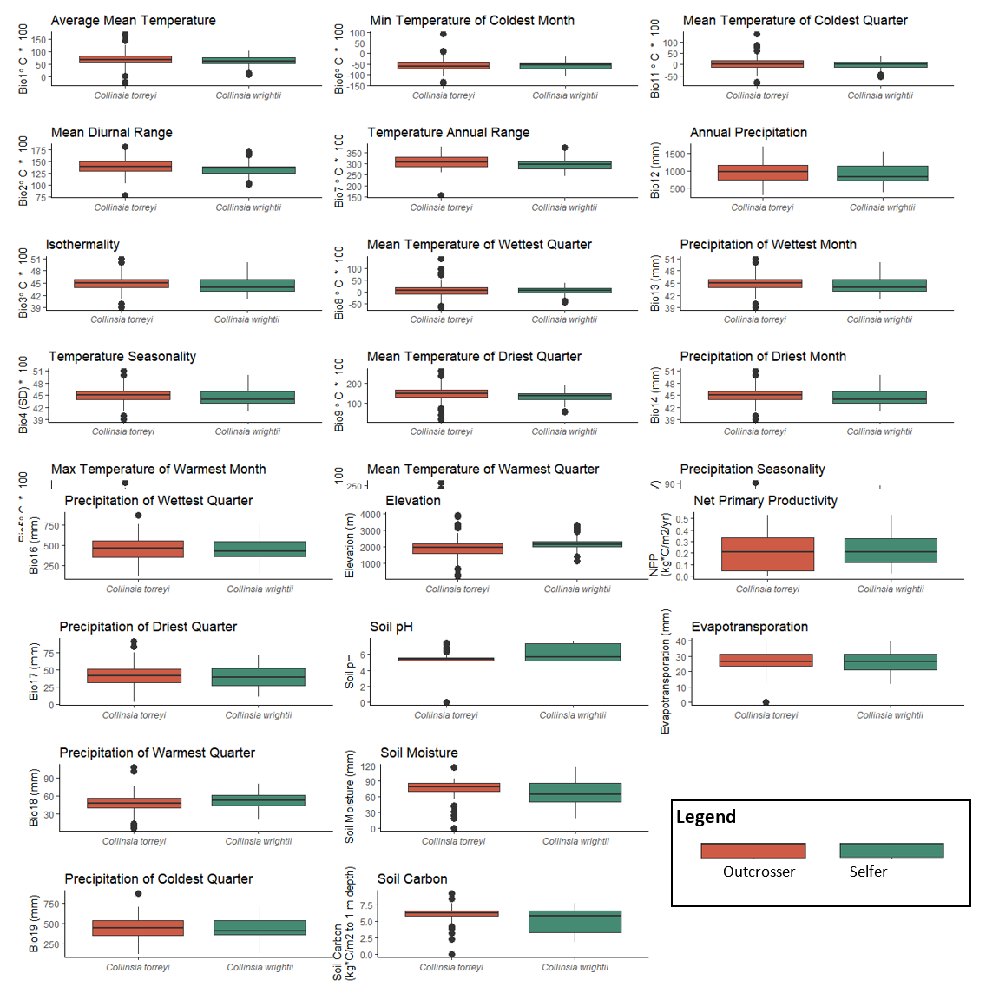 Average Mean Temperature
Bio1° C * 100
150
100
50
0
Collinsia torreyi
Collinsia wrightii
Min Temperature of Coldest Month
Bio6° C * 100
100
50
0
-50
-100
-150
Collinsia torreyi
Collinsia wrightii
Mean Temperature of Coldest Quarter
Bio11 ° C * 100
100
50
0
-50
Collinsia torreyi
Collinsia wrightii
Mean Diurnal Range
Bio2° C * 100
175
150
125
100
75
Collinsia torreyi
Collinsia wrightii
Temperature Annual Range
Bio7 ° C * 100
350
300
250
200
150
Collinsia torreyi
Collinsia wrightii
Annual Precipitation
Bio12 (mm)
1500
1000
500
Collinsia torreyi
Collinsia wrightii
Isothermality
Bio3° C * 100
51
48
45
42
39
Collinsia torreyi
Collinsia wrightii
Mean Temperature of Wettest Quarter
Bio8 ° C * 100
100
50
0
-50
Collinsia torreyi
Collinsia wrightii
Precipitation of Wettest Month
Bio13 (mm)
51
48
45
42
39
Collinsia torreyi
Collinsia wrightii
Temperature Seasonality
Bio4 (SD) * 100
51
48
45
42
39
Collinsia torreyi
Collinsia wrightii
Mean Temperature of Driest Quarter
Bio9 ° C * 100
200
100
Collinsia torreyi
Collinsia wrightii
Precipitation of Driest Month
Bio14 (mm)
51
48
45
42
39
Collinsia torreyi
Collinsia wrightii
Max Temperature of Warmest Month
* 100
Mean Temperature of Warmest Quarter
100
250
Precipitation Seasonality
90
Precipitation of Wettest Quarter
Bio16 (mm)
750
500
250
Collinsia torreyi
Collinsia wrightii
Elevation
Elevation (m)
4000
3000
2000
1000
Collinsia torreyi
Collinsia wrightii
Net Primary Productivity
NPP
(kg*C/m2/yr)
0.5
0.4
0.3
0.2
0.1
0.0
Collinsia torreyi
Collinsia wrightii
Precipitation of Driest Quarter
Bio17 (mm)
75
50
25
0
Collinsia torreyi
Collinsia wrightii
Soil pH
Soil pH
6
4
2
0
Collinsia torreyi
Collinsia wrightii
Evapotransporation
Evapotransporation (mm)
40
30
20
10
0
Collinsia torreyi
Collinsia wrightii
Precipitation of Warmest Quarter
Bio18 (mm)
90
60
30
Collinsia torreyi
Collinsia wrightii
Soil Moisture
Soil Moisture (mm)
120
90
60
30
0
Collinsia torreyi
Collinsia wrightii
Legend
Outcrosser
Selfer
Precipitation of Coldest Quarter
Bio19 (mm)
750
500
250
Collinsia torreyi
Collinsia wrightii
Soil Carbon
Soil Carbon
(kg*C/m2 to 1 m depth)
7.5
5.0
2.5
0.0
Collinsia torreyi
Collinsia wrightii